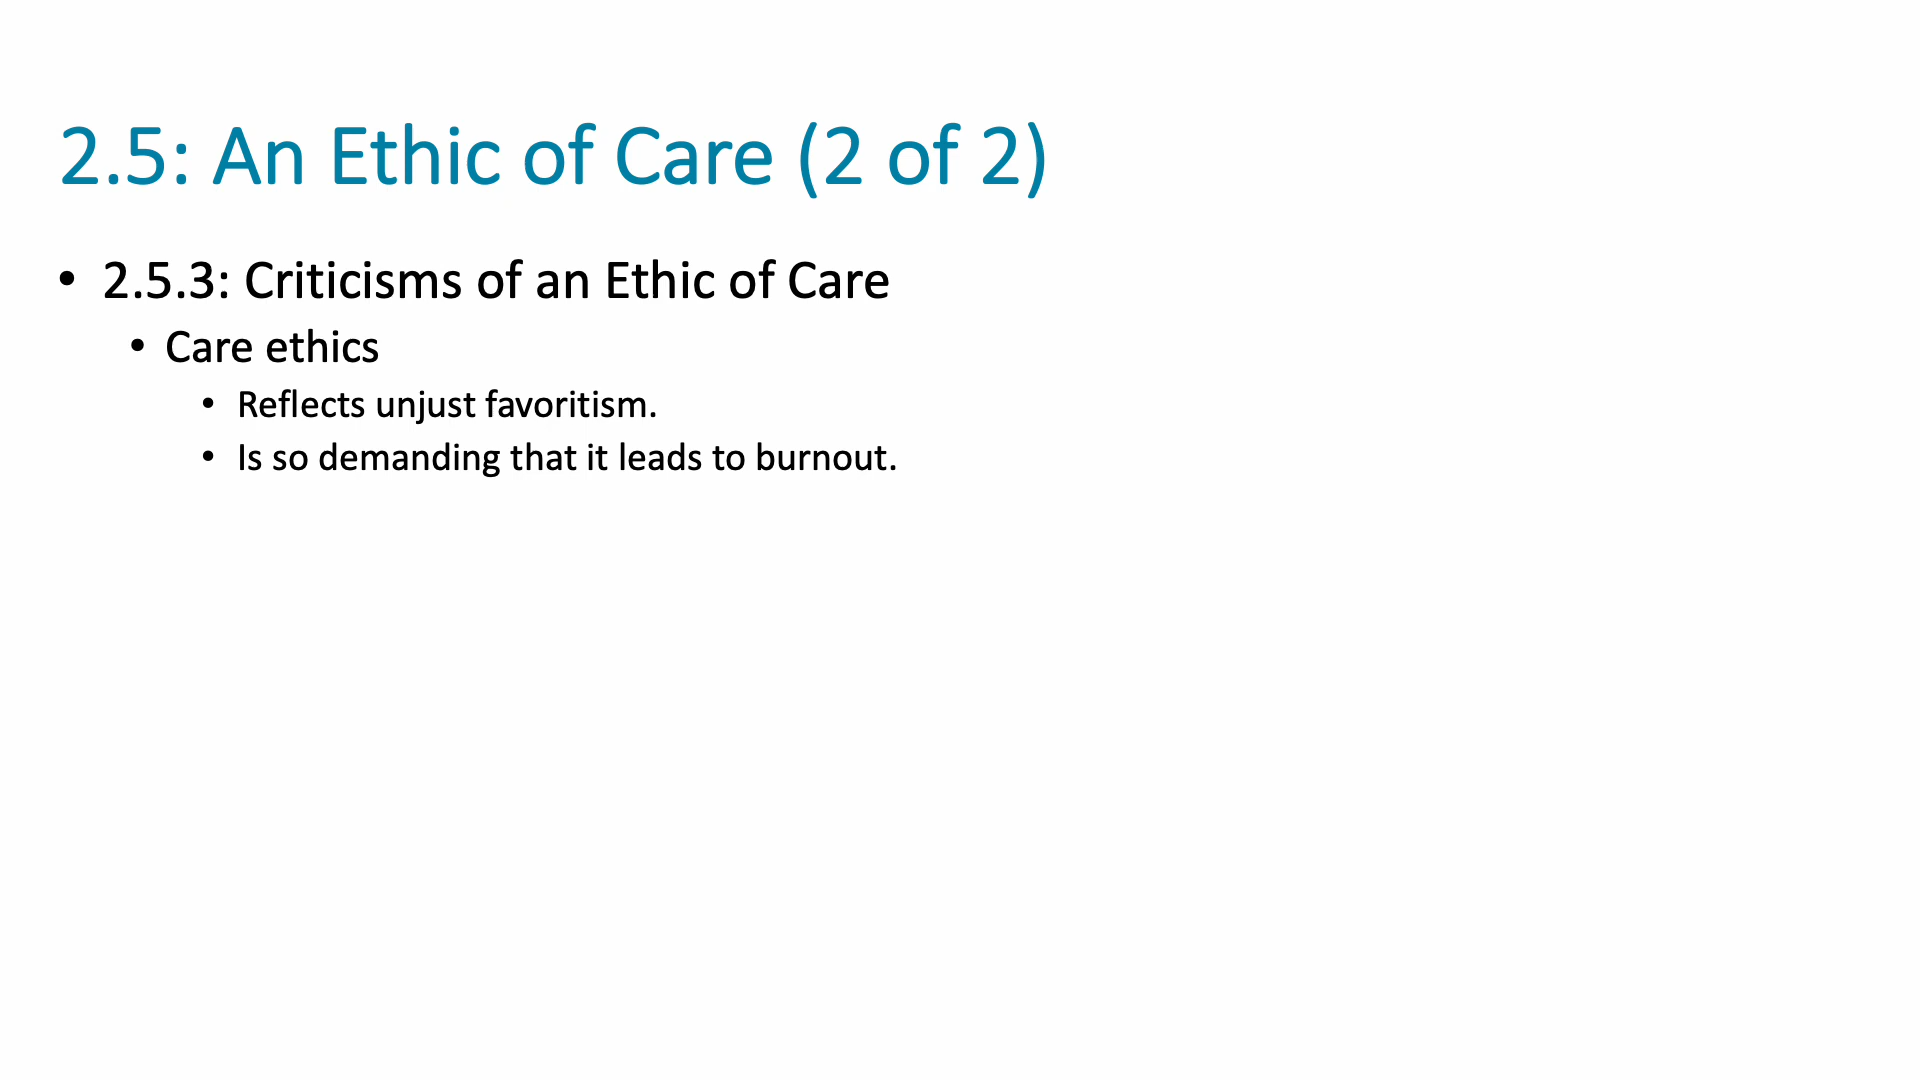 2.5: An Ethic of Care (2 of 2)
• 2.5.3: Criticisms of an Ethic of Care
• Care ethics
• Reflects unjust favoritism.
• Is so demanding that it leads to burnout.